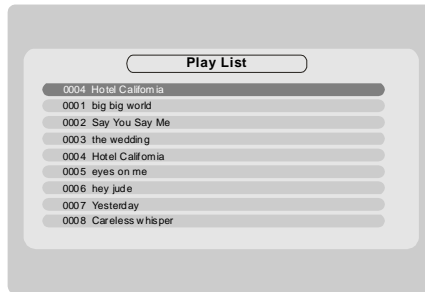 Play List
0004 Hotel California
0001 big big world
0002 Say You Say Me
0003 the wedding
0004 Hotel California
0005 eyes on me
0006 hey jude
0007 Yesterday
0008 Careless whisper